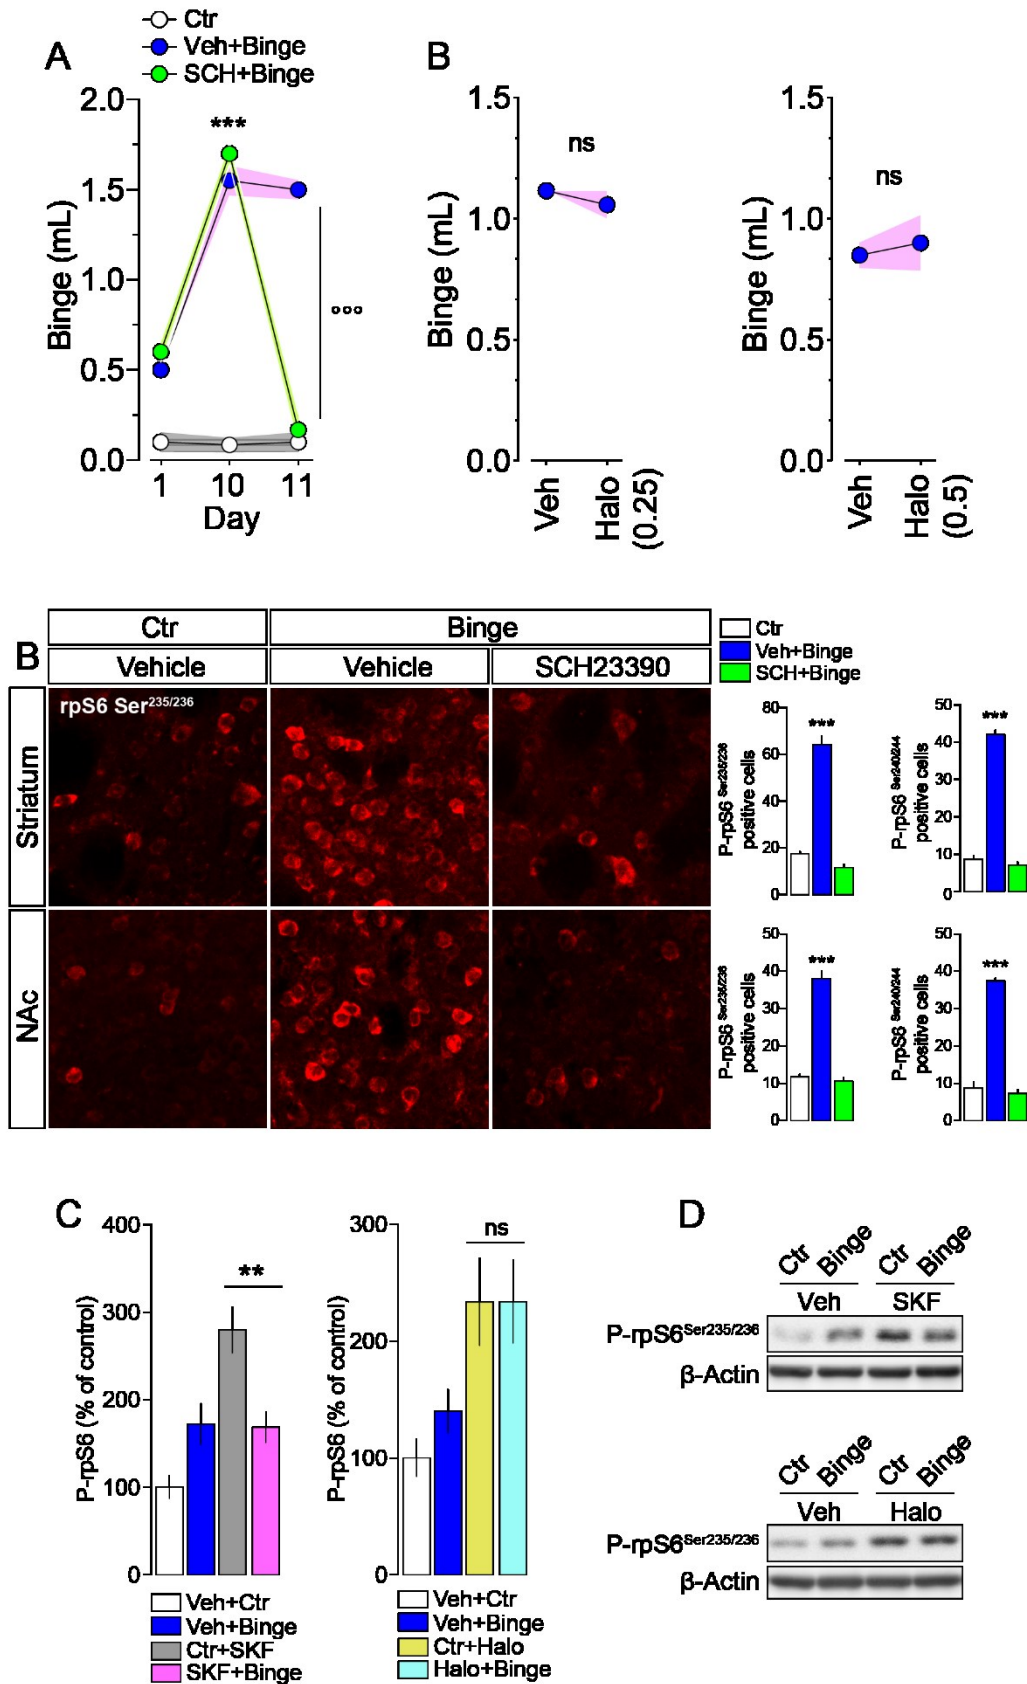 Ctr
Veh+Binge
SCH+Binge
A
B
2.0
1.5
1.0
0.5
0.0
Binge (mL)
***
°°°
1 10 11
Day
1.5
1.0
0.5
0.0
Binge (mL)
ns
Veh
Halo
(0.25)
1.5
1.0
0.5
0.0
Binge (mL)
ns
Veh
Halo
(0.5)
B
Ctr
Binge
Vehicle
Vehicle
SCH23390
rpS6 Ser235/236
Striatum
NAc
Ctr
Veh+Binge
SCH+Binge
80
60
40
20
0
P-rpS6 Ser235/236
positive cells
***
50
40
30
20
10
0
P-rpS6 Ser240/244
positive cells
***
50
40
30
20
10
0
P-rpS6 Ser235/236
positive cells
***
50
40
30
20
10
0
P-rpS6 Ser240/244
positive cells
***
C
400
300
200
100
0
P-rpS6 (% of control)
**
Veh+Ctr
Veh+Binge
Ctr+SKF
SKF+Binge
300
200
100
0
P-rpS6 (% of control)
ns
Veh+Ctr
Veh+Binge
Ctr+Halo
Halo+Binge
D
Ctr Binge Ctr Binge
Veh SKF
P-rpS6Ser235/236
β-Actin
Ctr Binge Ctr Binge
Veh Halo
P-rpS6Ser235/236
β-Actin